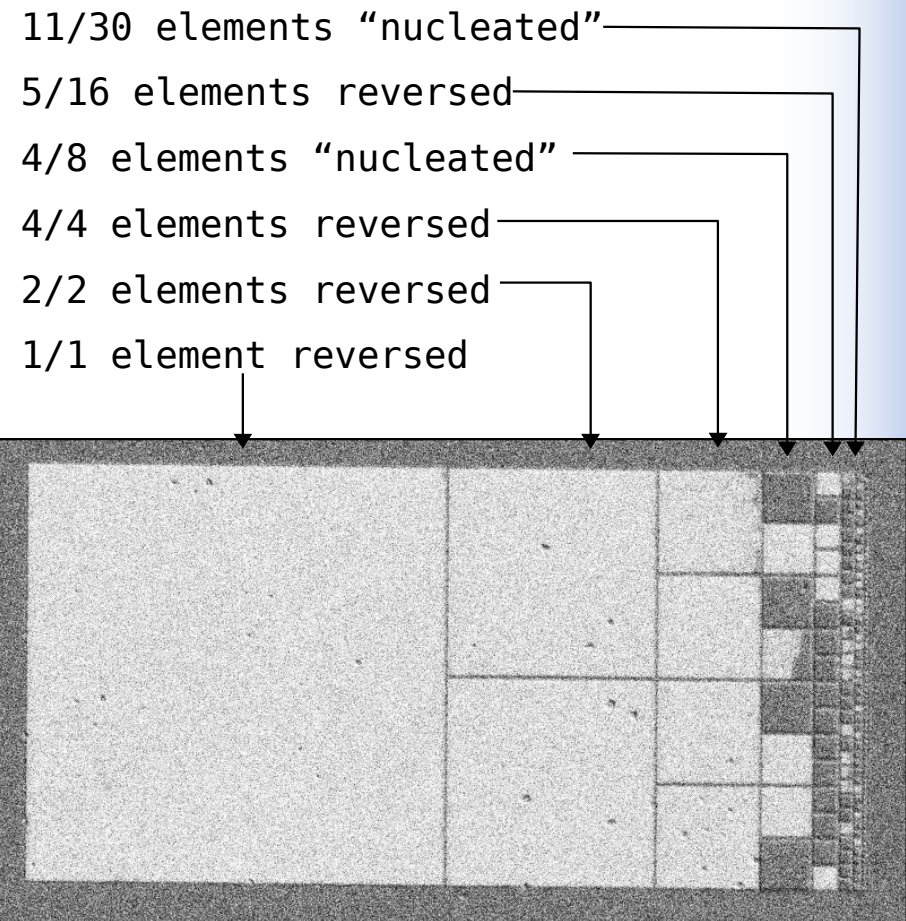 11/30 elements “nucleated”
5/16 elements reversed
4/8 elements “nucleated”
4/4 elements reversed
2/2 elements reversed
1/1 element reversed